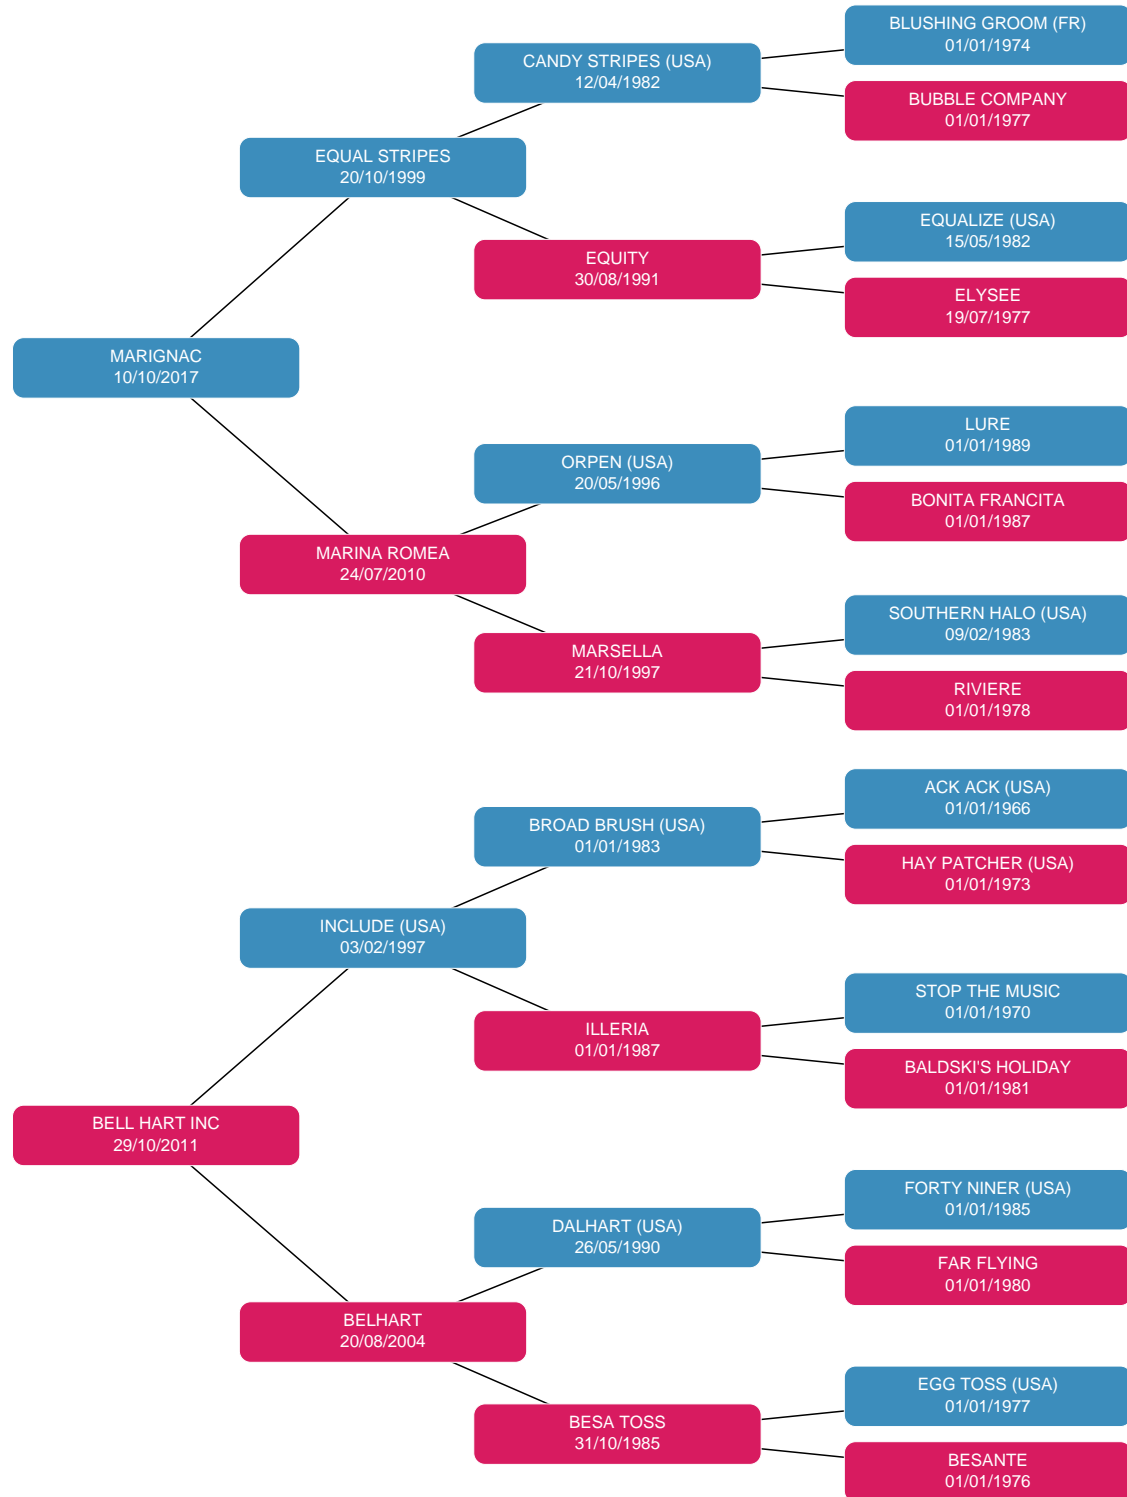 BLUSHING GROOM (FR)
01/01/1974
CANDY STRIPES (USA)
12/04/1982
BUBBLE COMPANY
01/01/1977
EQUAL STRIPES
20/10/1999
EQUALIZE (USA)
15/05/1982
EQUITY
30/08/1991
ELYSEE
19/07/1977
MARIGNAC
10/10/2017
LURE
01/01/1989
ORPEN (USA)
20/05/1996
BONITA FRANCITA
01/01/1987
MARINA ROMEA
24/07/2010
SOUTHERN HALO (USA)
09/02/1983
MARSELLA
21/10/1997
RIVIERE
01/01/1978
ACK ACK (USA)
01/01/1966
BROAD BRUSH (USA)
01/01/1983
HAY PATCHER (USA)
01/01/1973
INCLUDE (USA)
03/02/1997
STOP THE MUSIC
01/01/1970
ILLERIA
01/01/1987
BALDSKI'S HOLIDAY
01/01/1981
BELL HART INC
29/10/2011
FORTY NINER (USA)
01/01/1985
DALHART (USA)
26/05/1990
FAR FLYING
01/01/1980
BELHART
20/08/2004
EGG TOSS (USA)
01/01/1977
BESA TOSS
31/10/1985
BESANTE
01/01/1976